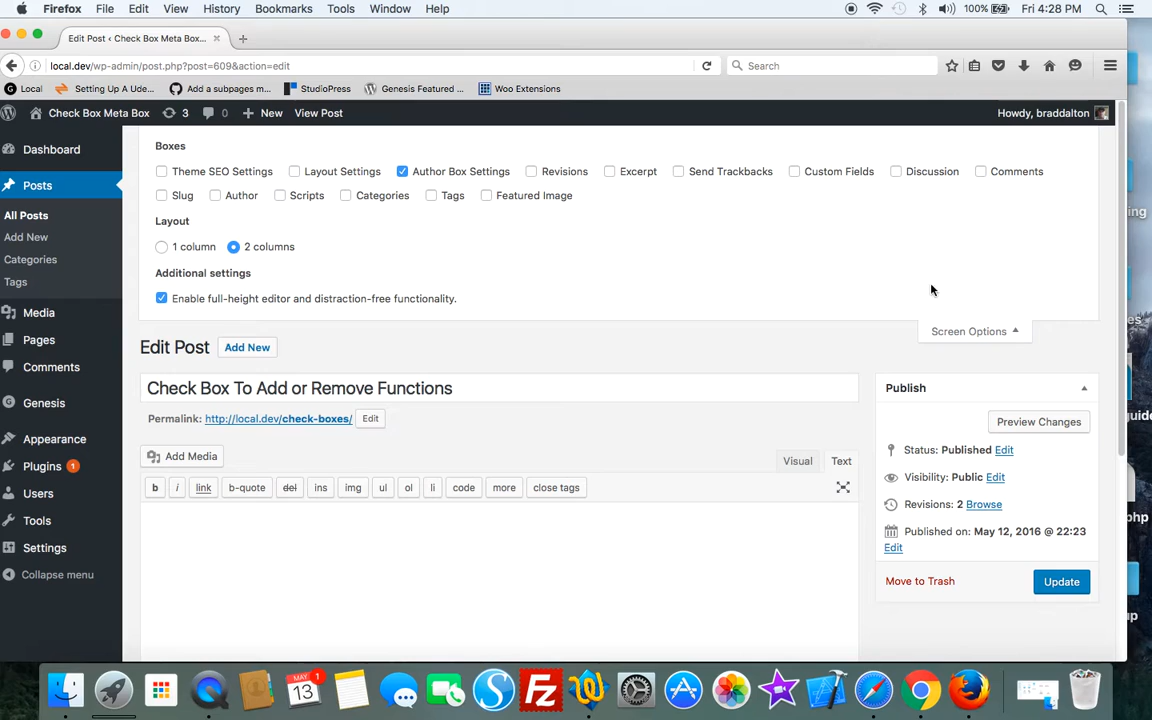 Firefox File Edit View History Bookmarks Tools Window Help 100% Fri 4:28 PM
Edit Post ‹ Check Box Meta Box...
local.dev/wp-admin/post.php?post=609&action=edit Search
Local Setting Up A Ude... Add a subpages m... StudioPress Genesis Featured ... Woo Extensions
Check Box Meta Box 3 0 New View Post Howdy, braddalton
Dashboard
Posts
All Posts
Add New
Categories
Tags
Media
Pages
Comments
Genesis
Appearance
Plugins 1
Users
Tools
Settings
Collapse menu
Boxes
Theme SEO Settings Layout Settings Author Box Settings Revisions Excerpt Send Trackbacks Custom Fields Discussion Comments
Slug Author Scripts Categories Tags Featured Image
Layout
1 column 2 columns
Additional settings
Enable full-height editor and distraction-free functionality.
Screen Options
Edit Post Add New
Check Box To Add or Remove Functions
Permalink: http://local.dev/check-boxes/ Edit
Add Media Visual Text
b i link b-quote del ins img ul ol li code more close tags
Publish
Preview Changes
Status: Published Edit
Visibility: Public Edit
Revisions: 2 Browse
Published on: May 12, 2016 @ 22:23
Edit
Move to Trash Update
MAY
13
1